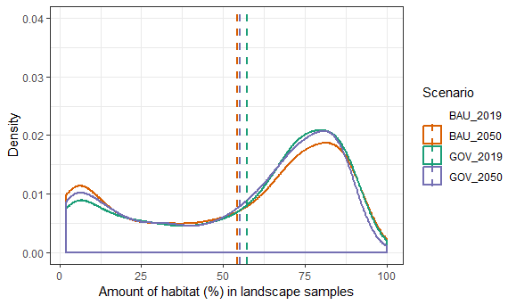 0.04
0.03
0.02
0.01
0.00
Density
0
25
50
75
100
Amount of habitat (%) in landscape samples
Scenario
BAU_2019
BAU_2050
GOV_2019
GOV_2050